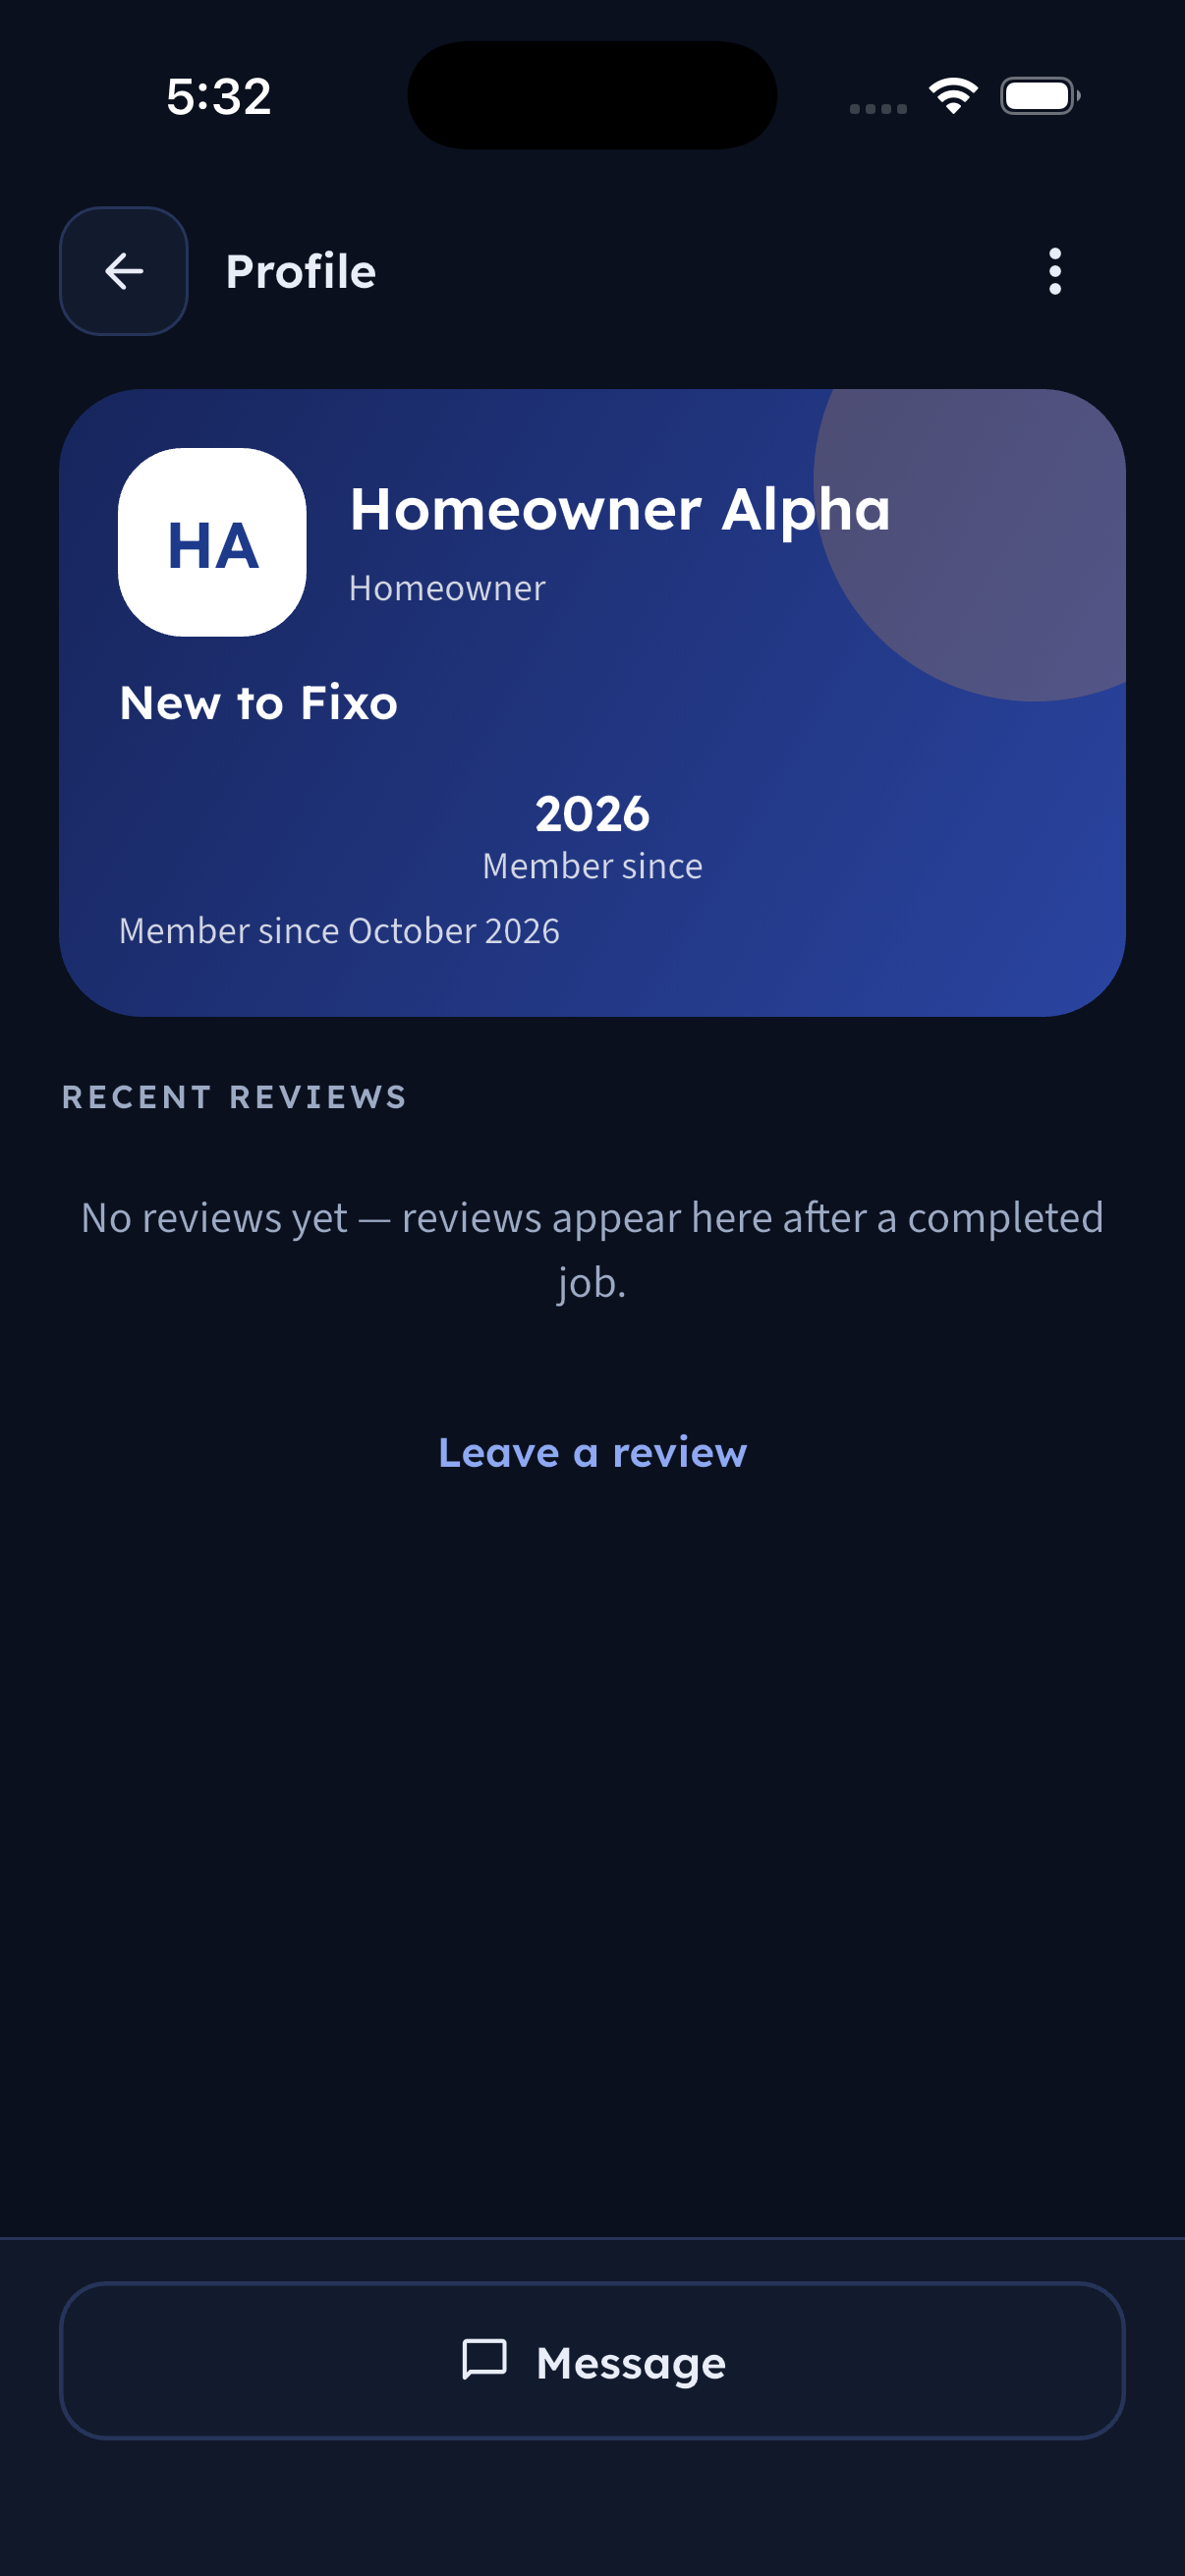 5:32
Profile
HA
Homeowner Alpha
Homeowner
New to Fixo
2026
Member since
Member since October 2026
RECENT REVIEWS
No reviews yet — reviews appear here after a completed
job.
Leave a review
Message